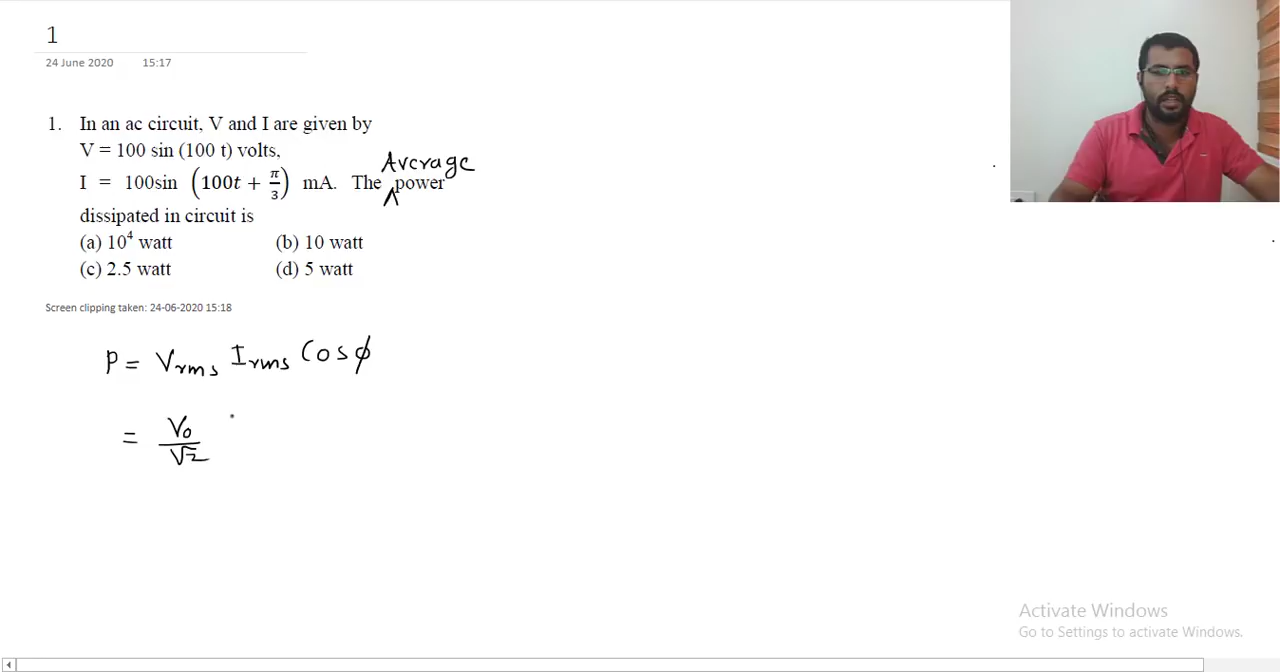 1
24 June 2020 15:17
1. In an ac circuit, V and I are given by
V = 100 sin (100 t) volts,
Average
I = 100sin (100t + π/3) mA. The ^ power
dissipated in circuit is
(a) 10⁴ watt (b) 10 watt
(c) 2.5 watt (d) 5 watt
Screen clipping taken: 24-06-2020 15:18
P = Vrms Irms Cosϕ
= V₀/√2
Activate Windows
Go to Settings to activate Windows.